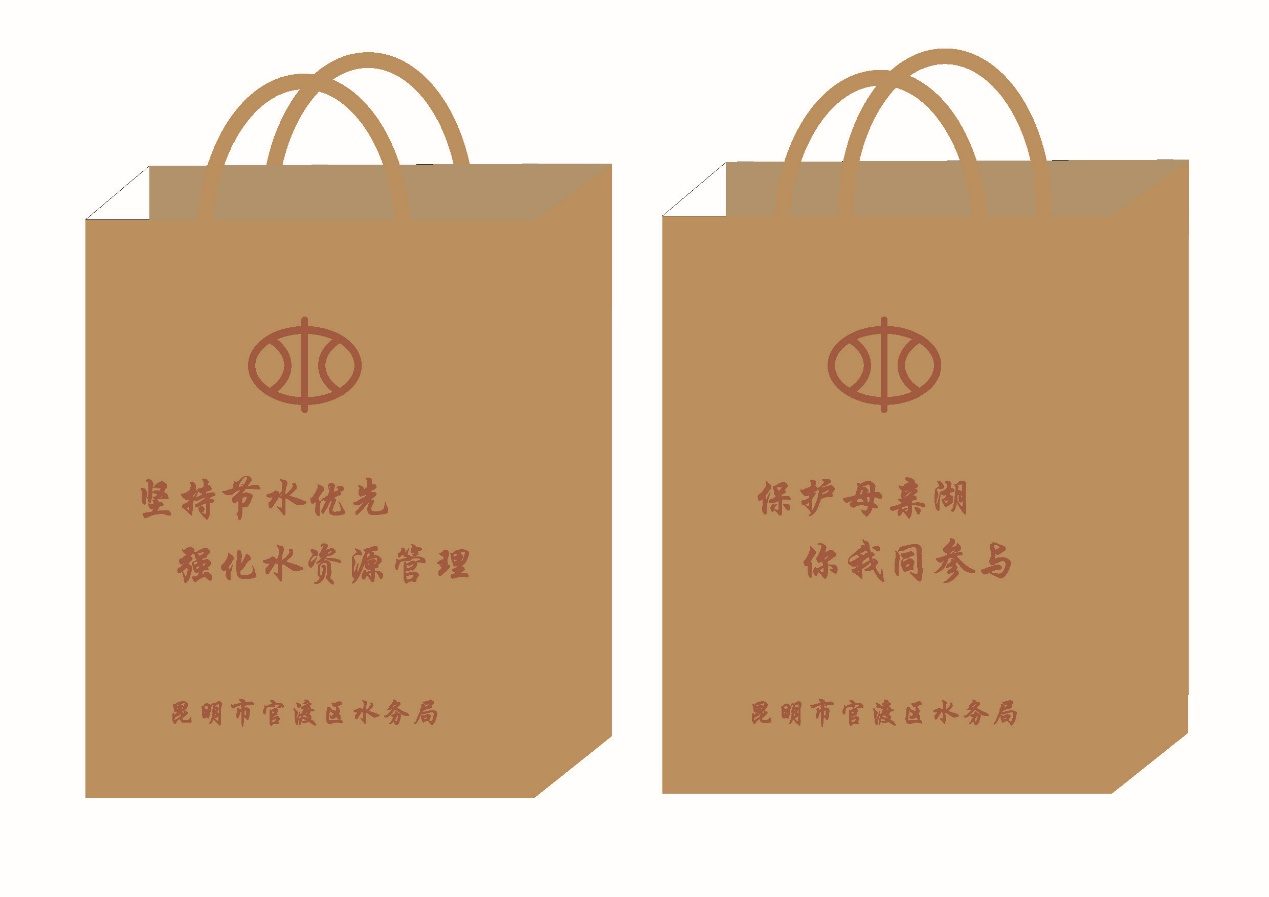 坚持节水优先
强化水资源管理
昆明市官渡区水务局
保护母亲湖
你我同参与
昆明市官渡区水务局